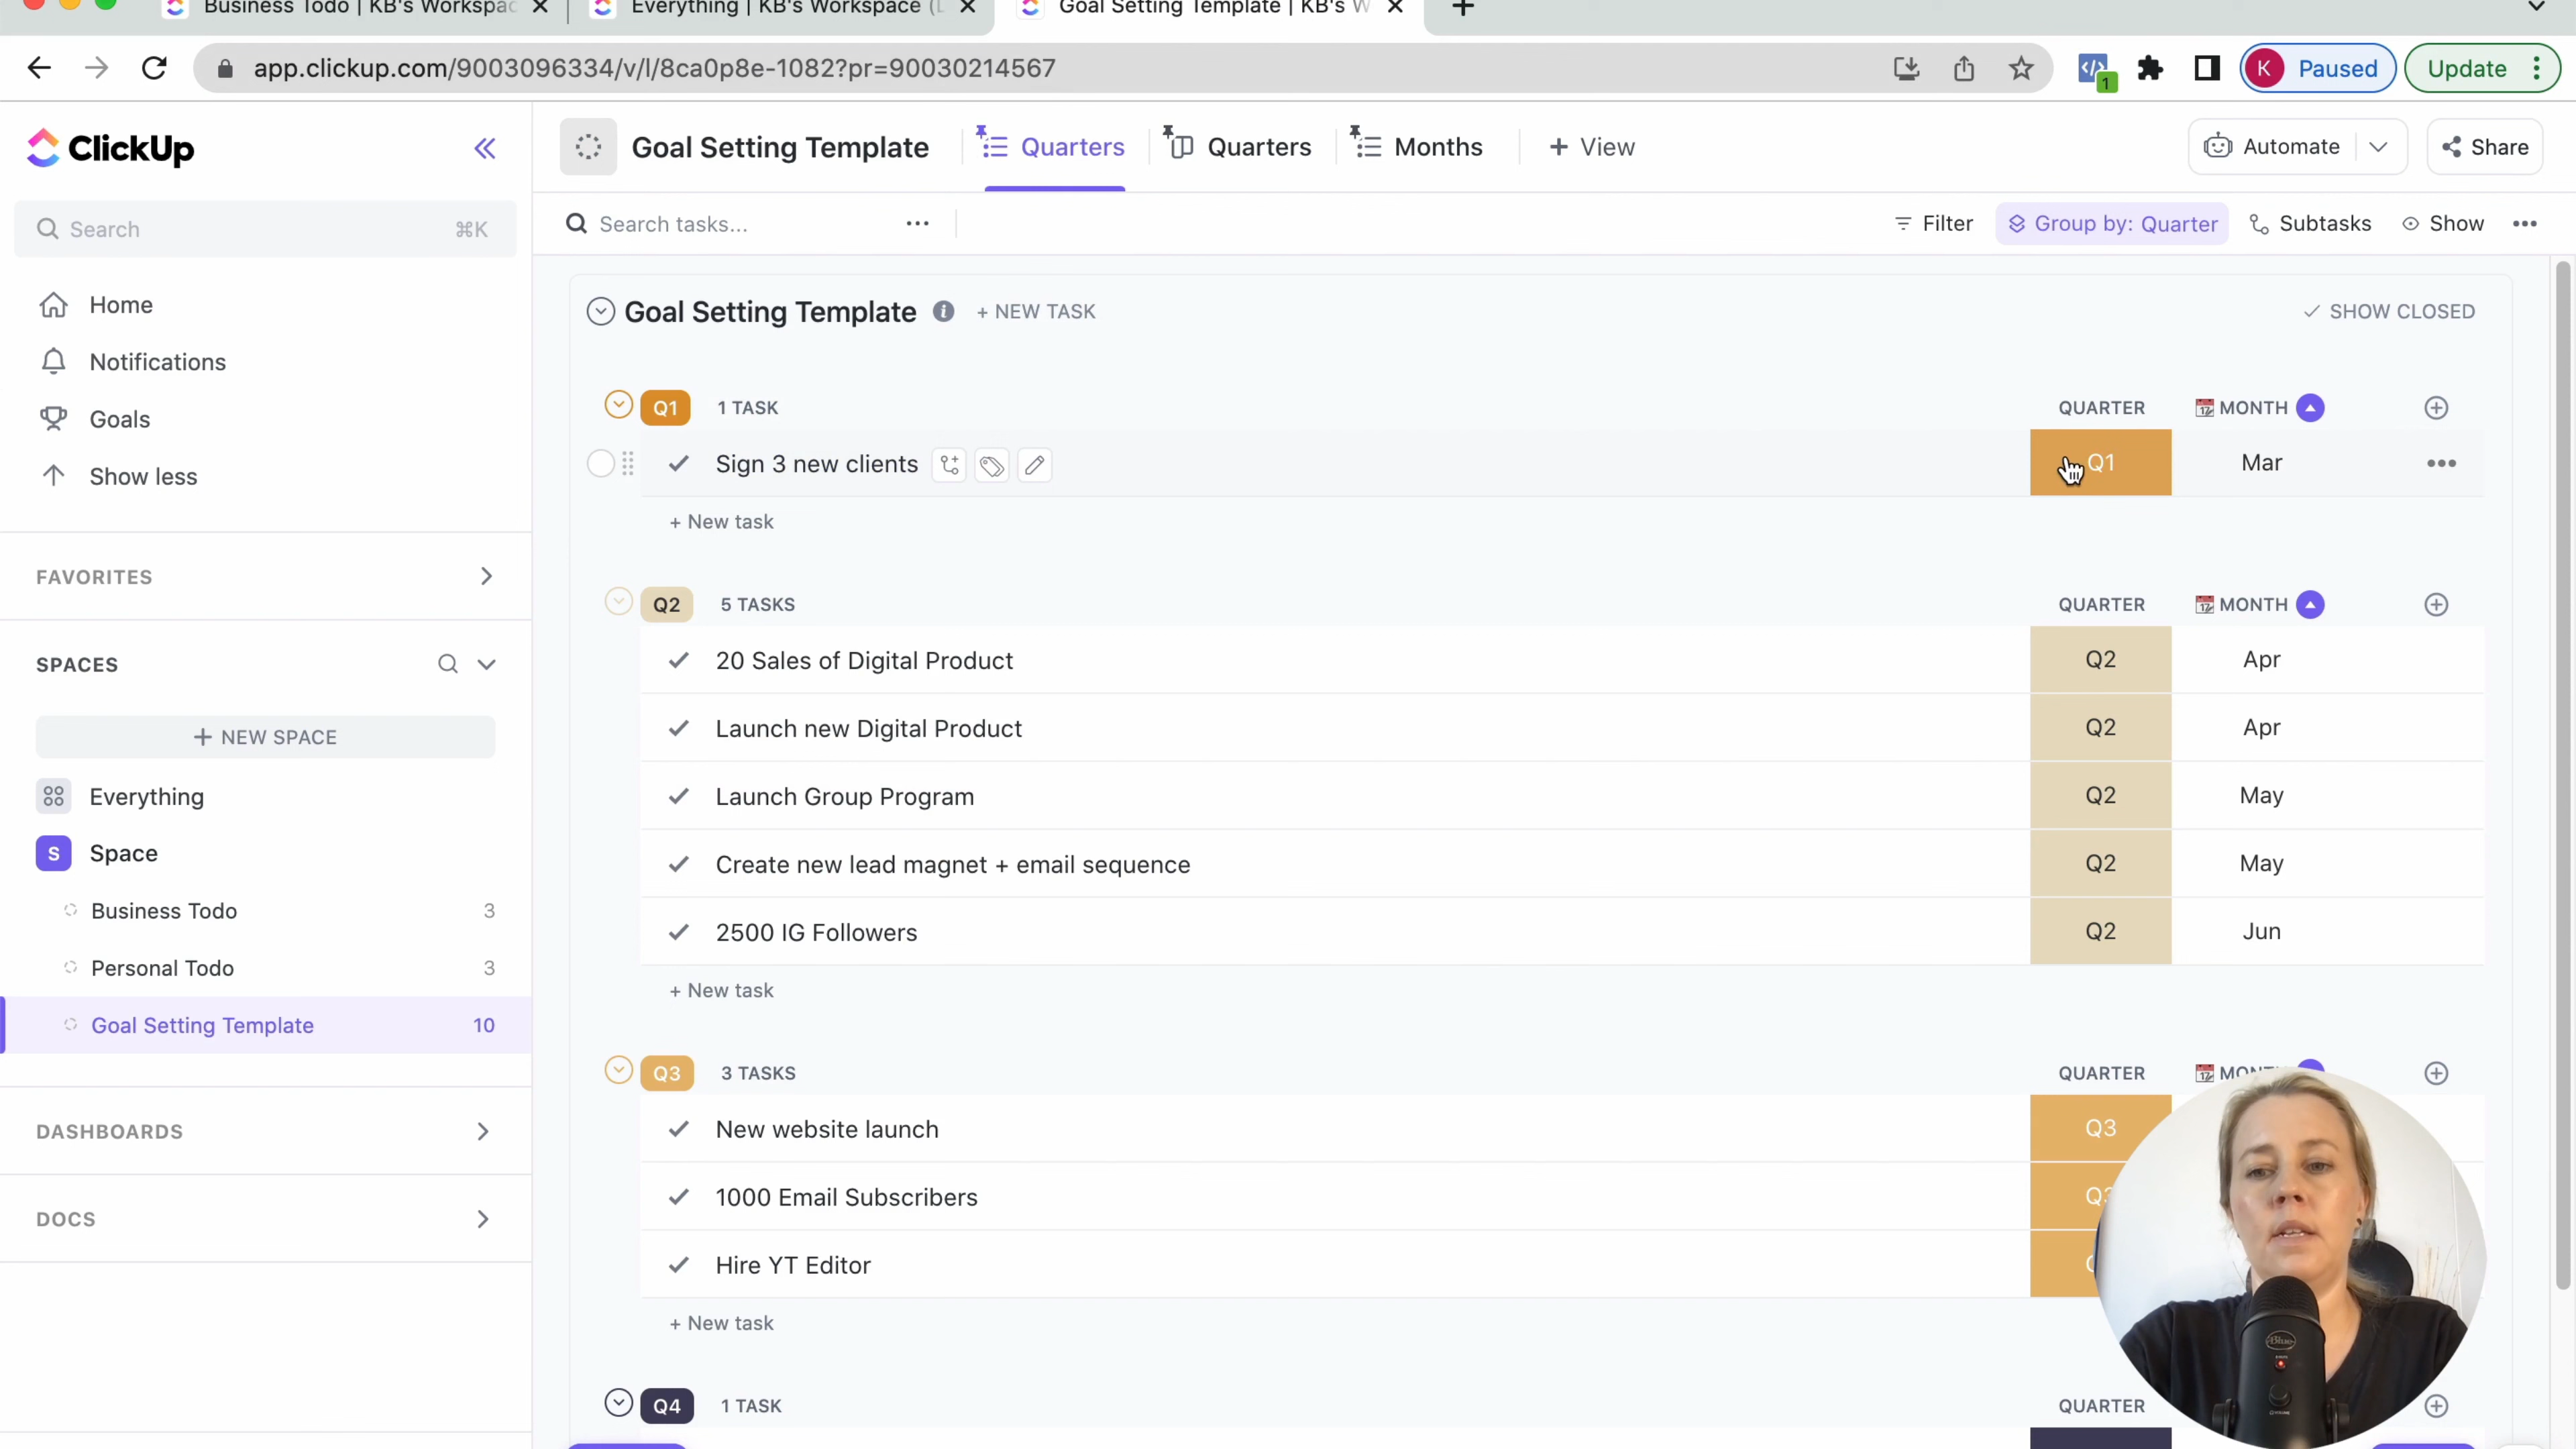 Business Todo | KB's Workspac
Everything | KB's Workspace (
Goal Setting Template | KB's W
app.clickup.com/9003096334/v/l/8ca0p8e-1082?pr=90030214567
1
K Paused
Update
ClickUp
Goal Setting Template
Quarters
Quarters
Months
+ View
Automate
Share
Search ⌘K
Search tasks...
Filter
Group by: Quarter
Subtasks
Show
Home
Notifications
Goals
Show less
FAVORITES
SPACES
+ NEW SPACE
Everything
S Space
Business Todo 3
Personal Todo 3
Goal Setting Template 10
DASHBOARDS
DOCS
Goal Setting Template + NEW TASK SHOW CLOSED
Q1 1 TASK QUARTER MONTH
Sign 3 new clients Q1 Mar
+ New task
Q2 5 TASKS QUARTER MONTH
20 Sales of Digital Product Q2 Apr
Launch new Digital Product Q2 Apr
Launch Group Program Q2 May
Create new lead magnet + email sequence Q2 May
2500 IG Followers Q2 Jun
+ New task
Q3 3 TASKS QUARTER
New website launch Q3
1000 Email Subscribers
Hire YT Editor
+ New task
Q4 1 TASK QUARTER
Blue